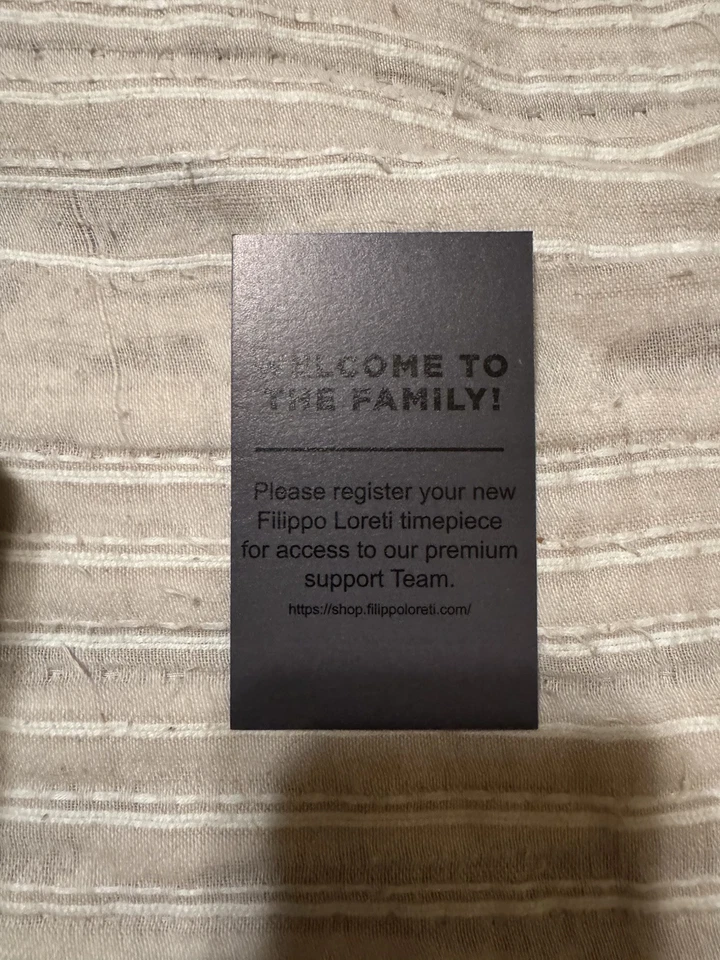 WELCOME TO
THE FAMILY!
Please register your new
Filippo Loreti timepiece
for access to our premium
support Team.
https://shop.filippoloreti.com/